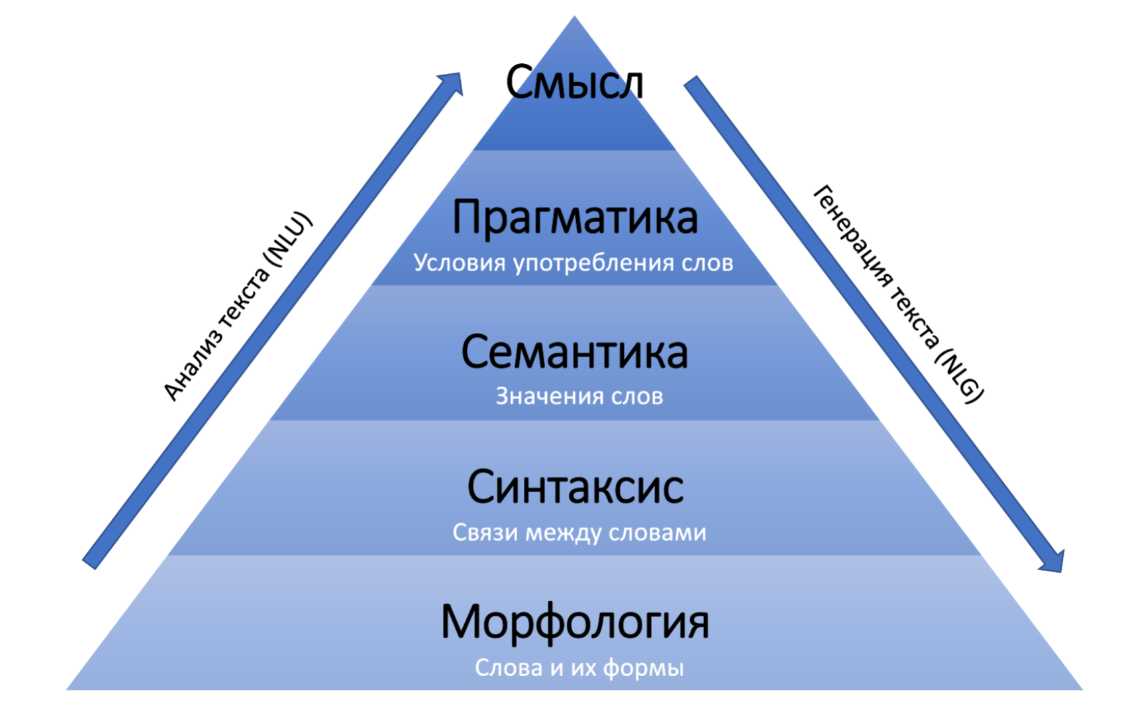 Смысл
Прагматика
Условия употребления слов
Семантика
Значения слов
Синтаксис
Связи между словами
Морфология
Слова и их формы
Анализ текста (NLU)
Генерация текста (NLG)